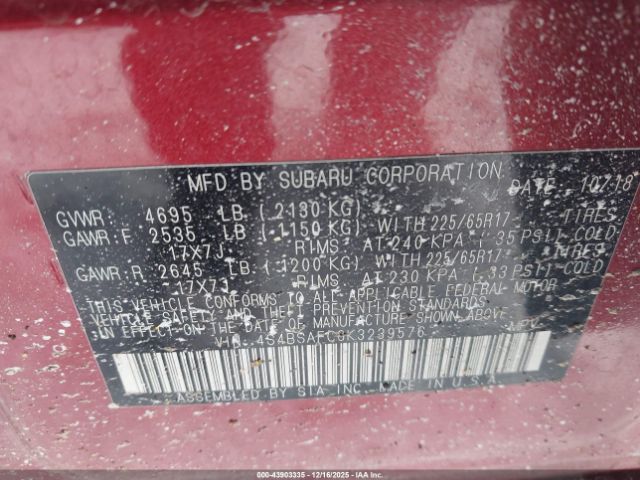 MFD BY SUBARU CORPORATION DATE 10/18
GVWR: 4695 LB (2130 KG)
GAWR: F 2535 LB (1150 KG) WITH 225/65R17 TIRES
17X7J RIMS AT 240 KPA (35 PSI) COLD
GAWR: R 2645 LB (1200 KG) WITH 225/65R17 TIRES
17X7J RIMS AT 230 KPA (33 PSI) COLD
THIS VEHICLE CONFORMS TO ALL APPLICABLE FEDERAL MOTOR
VEHICLE SAFETY AND THEFT PREVENTION STANDARDS
IN EFFECT ON THE DATE OF MANUFACTURE SHOWN ABOVE.
VIN: 4S4BSAFC6K3239576 MPV
ASSEMBLED BY SIA, INC. MADE IN U.S.A.
000-43903335 - 12/16/2025 - IAA Inc.